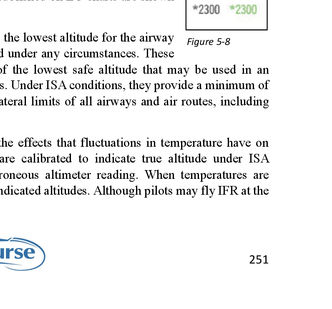 *2300 *2300
the lowest altitude for the airway
Figure 5-8
d under any circumstances. These
of the lowest safe altitude that may be used in an
s. Under ISA conditions, they provide a minimum of
ateral limits of all airways and air routes, including
he effects that fluctuations in temperature have on
are calibrated to indicate true altitude under ISA
roneous altimeter reading. When temperatures are
ndicated altitudes. Although pilots may fly IFR at the
urse
251